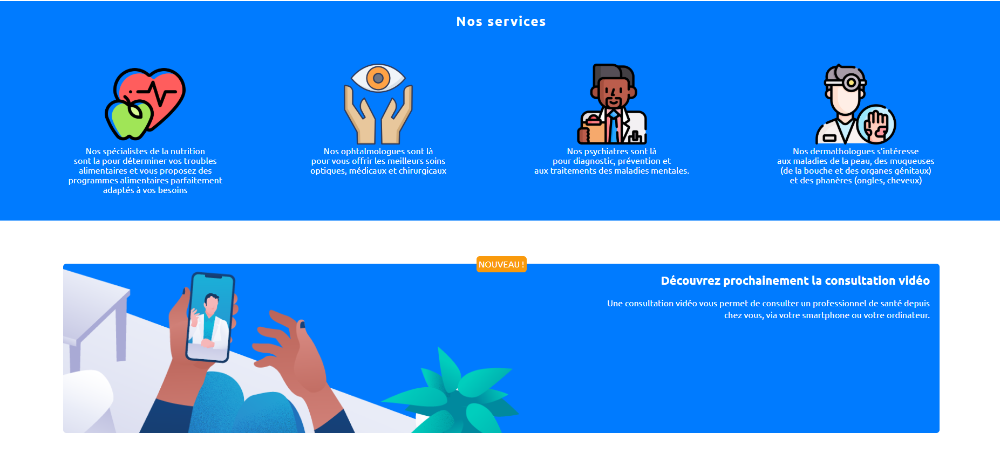 Nos services
Nos spécialistes de la nutrition
sont la pour déterminer vos troubles
alimentaires et vous proposez des
programmes alimentaires parfaitement
adaptés à vos besoins
Nos ophtalmologues sont là
pour vous offrir les meilleurs soins
optiques, médicaux et chirurgicaux
Nos psychiatres sont là
pour diagnostic, prévention et
aux traitements des maladies mentales.
Nos dermathologues s’intéresse
aux maladies de la peau, des muqueuses
(de la bouche et des organes génitaux)
et des phanères (ongles, cheveux)
NOUVEAU !
Découvrez prochainement la consultation vidéo
Une consultation vidéo vous permet de consulter un professionnel de santé depuis
chez vous, via votre smartphone ou votre ordinateur.